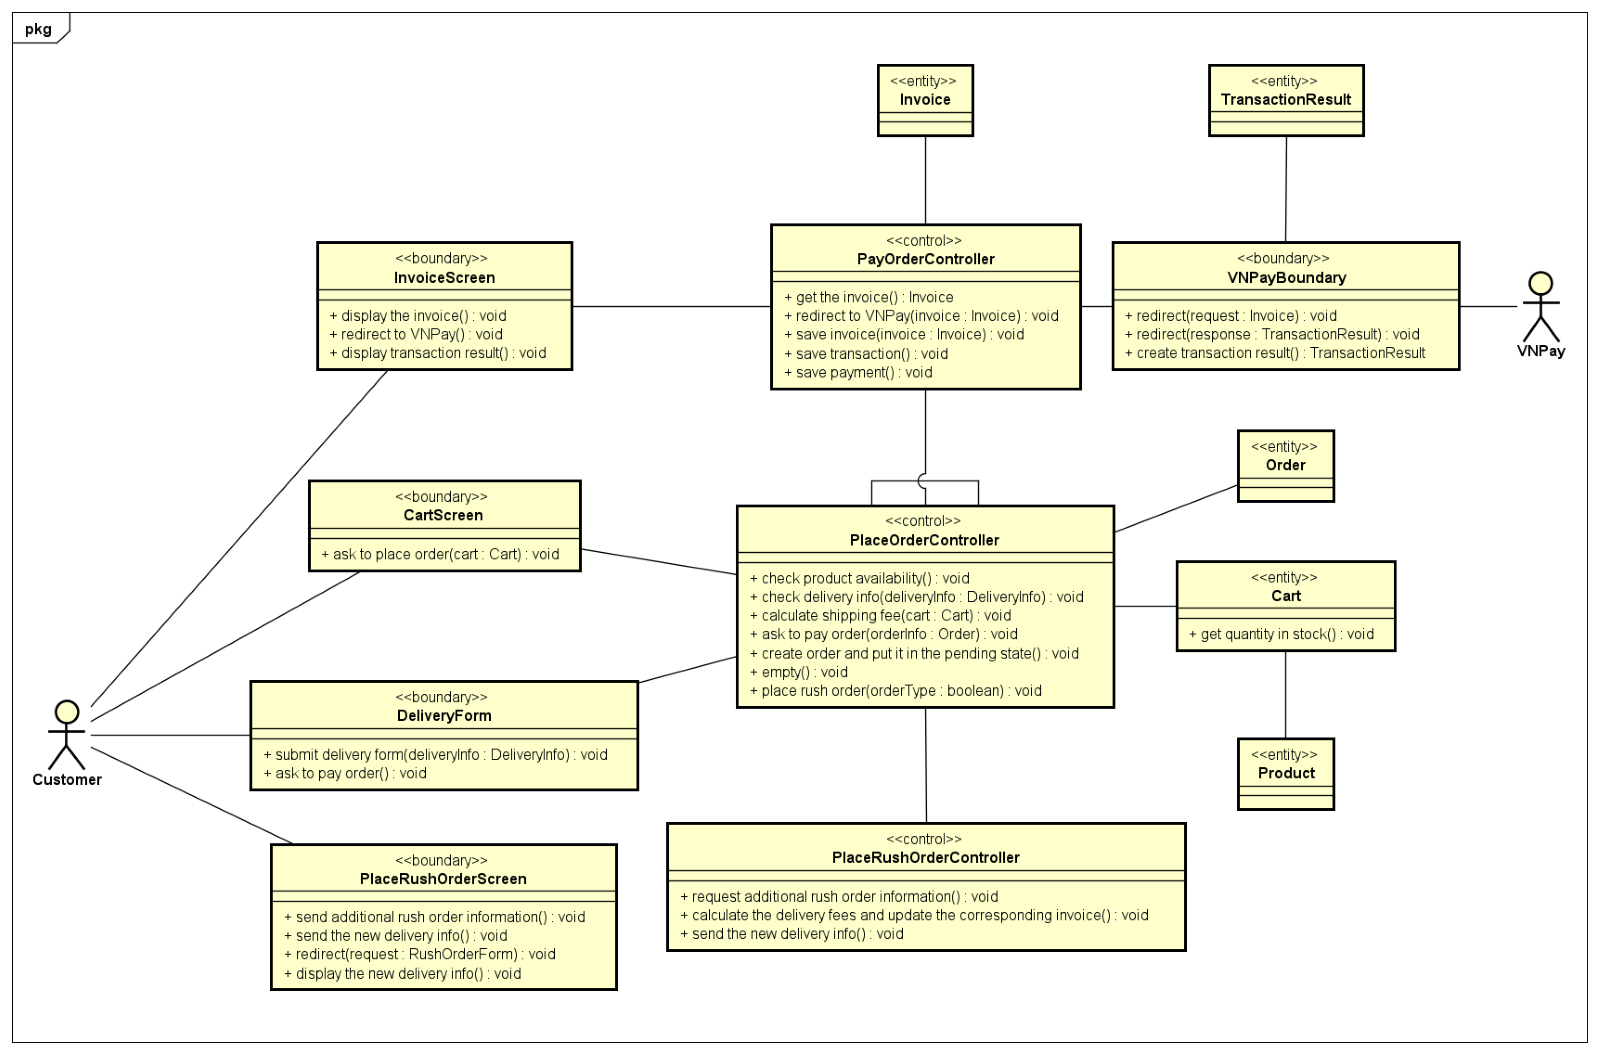 pkg
<<entity>>
Invoice
<<entity>>
TransactionResult
<<boundary>>
InvoiceScreen
+ display the invoice() : void
+ redirect to VNPay() : void
+ display transaction result() : void
<<control>>
PayOrderController
+ get the invoice() : Invoice
+ redirect to VNPay(invoice : Invoice) : void
+ save invoice(invoice : Invoice) : void
+ save transaction() : void
+ save payment() : void
<<boundary>>
VNPayBoundary
+ redirect(request : Invoice) : void
+ redirect(response : TransactionResult) : void
+ create transaction result() : TransactionResult
VNPay
<<entity>>
Order
<<boundary>>
CartScreen
+ ask to place order(cart : Cart) : void
<<control>>
PlaceOrderController
+ check product availability() : void
+ check delivery info(deliveryInfo : DeliveryInfo) : void
+ calculate shipping fee(cart : Cart) : void
+ ask to pay order(orderInfo : Order) : void
+ create order and put it in the pending state() : void
+ empty() : void
+ place rush order(orderType : boolean) : void
<<entity>>
Cart
+ get quantity in stock() : void
<<boundary>>
DeliveryForm
+ submit delivery form(deliveryInfo : DeliveryInfo) : void
+ ask to pay order() : void
Customer
<<entity>>
Product
<<boundary>>
PlaceRushOrderScreen
+ send additional rush order information() : void
+ send the new delivery info() : void
+ redirect(request : RushOrderForm) : void
+ display the new delivery info() : void
<<control>>
PlaceRushOrderController
+ request additional rush order information() : void
+ calculate the delivery fees and update the corresponding invoice() : void
+ send the new delivery info() : void